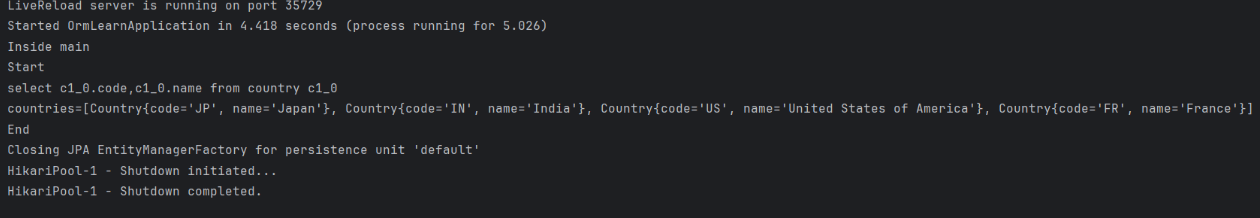 LiveReload server is running on port 35729
Started OrmLearnApplication in 4.418 seconds (process running for 5.026)
Inside main
Start
select c1_0.code,c1_0.name from country c1_0
countries=[Country{code='JP', name='Japan'}, Country{code='IN', name='India'}, Country{code='US', name='United States of America'}, Country{code='FR', name='France'}]
End
Closing JPA EntityManagerFactory for persistence unit 'default'
HikariPool-1 - Shutdown initiated...
HikariPool-1 - Shutdown completed.